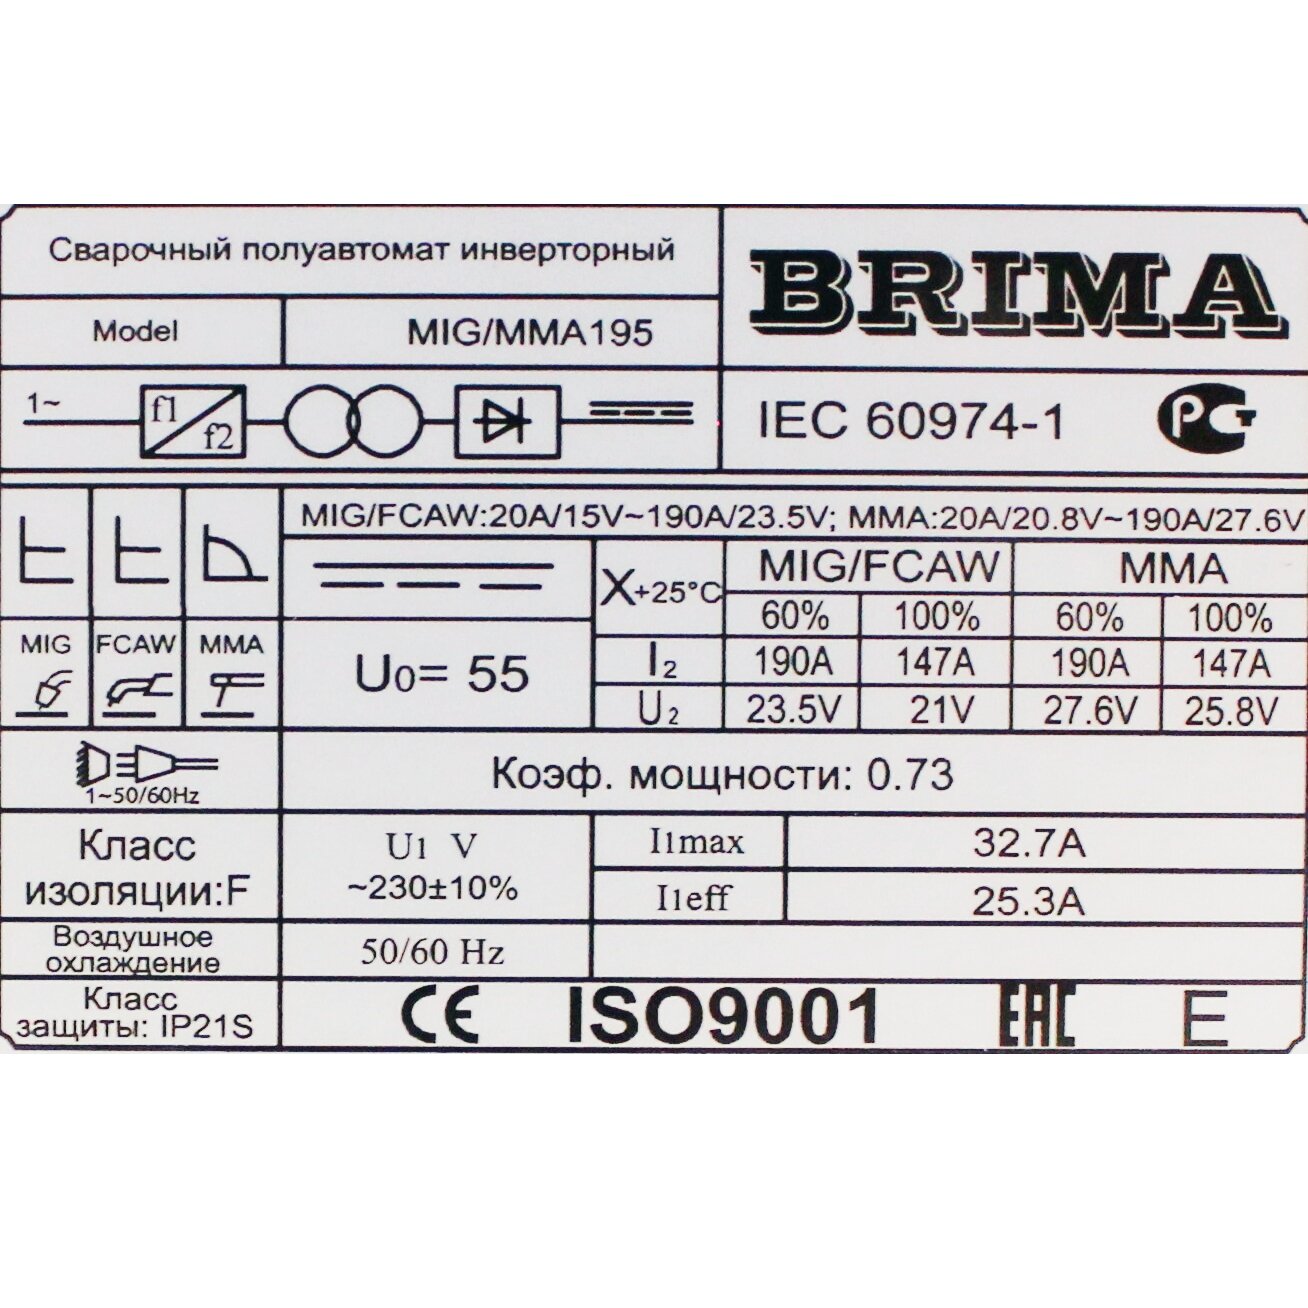 Сварочный полуавтомат инверторный
BRIMA
Model MIG/MMA195
1~ f1 f2
IEC 60974-1 РСТ
MIG/FCAW:20A/15V~190A/23.5V; MMA:20A/20.8V~190A/27.6V
X+25°C MIG/FCAW MMA
60% 100% 60% 100%
MIG FCAW MMA
U0= 55
I2 190A 147A 190A 147A
U2 23.5V 21V 27.6V 25.8V
1~50/60Hz
Коэф. мощности: 0.73
Класс
изоляции:F
U1 V
~230±10%
I1max 32.7A
I1eff 25.3A
Воздушное
охлаждение
50/60 Hz
Класс
защиты: IP21S
CE ISO9001 EAC E